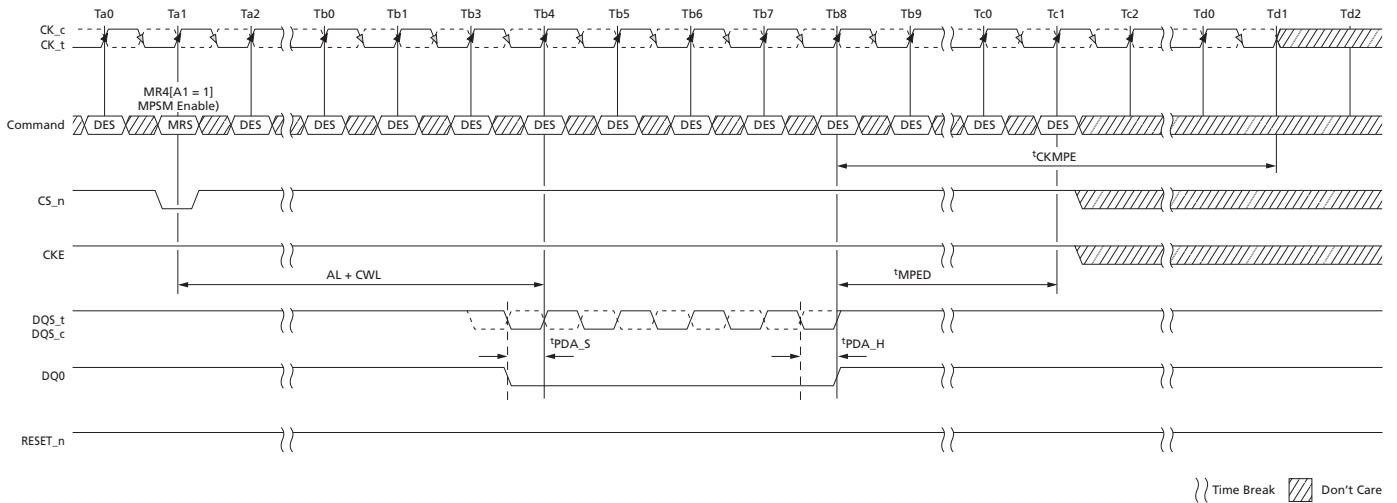 Ta0 Ta1 Ta2 Tb0 Tb1 Tb2 Tb3 Tb4 Tb5 Tb6 Tb7 Tb8 Tb9 Tc0 Tc1 Tc2 Td0 Td1 Td2
CK_c
CK_t
MR4[A1 = 1]
MPSM Enable)
Command DES MRS DES DES DES DES DES DES DES DES DES DES DES DES
tCKMPE
CS_n
CKE
AL + CWL tMPED
DQS_t
DQS_c
tPDA_S tPDA_H
DQ0
RESET_n
Time Break Don't Care